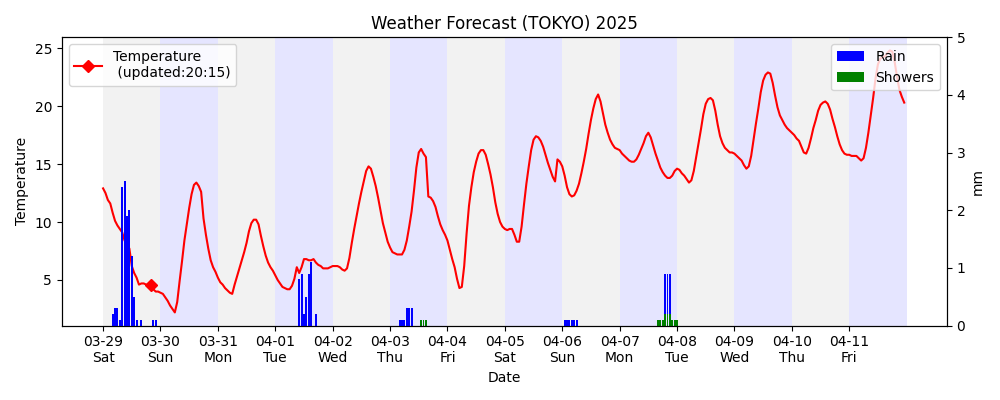 Weather Forecast (TOKYO) 2025
Temperature
(updated:20:15)
Rain
Showers
25
20
15
10
5
Temperature
5
4
3
2
1
0
mm
03-29 03-30 03-31 04-01 04-02 04-03 04-04 04-05 04-06 04-07 04-08 04-09 04-10 04-11
Sat Sun Mon Tue Wed Thu Fri Sat Sun Mon Tue Wed Thu Fri
Date